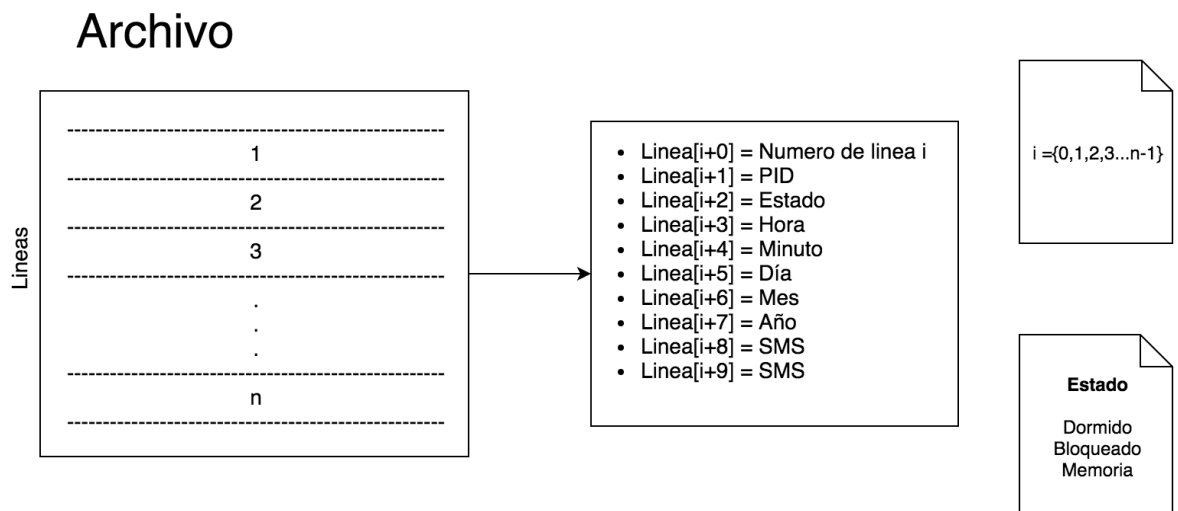 Archivo
Lineas
1
2
3
.
.
.
n
• Linea[i+0] = Numero de linea i
• Linea[i+1] = PID
• Linea[i+2] = Estado
• Linea[i+3] = Hora
• Linea[i+4] = Minuto
• Linea[i+5] = Día
• Linea[i+6] = Mes
• Linea[i+7] = Año
• Linea[i+8] = SMS
• Linea[i+9] = SMS
i ={0,1,2,3...n-1}
Estado
Dormido
Bloqueado
Memoria